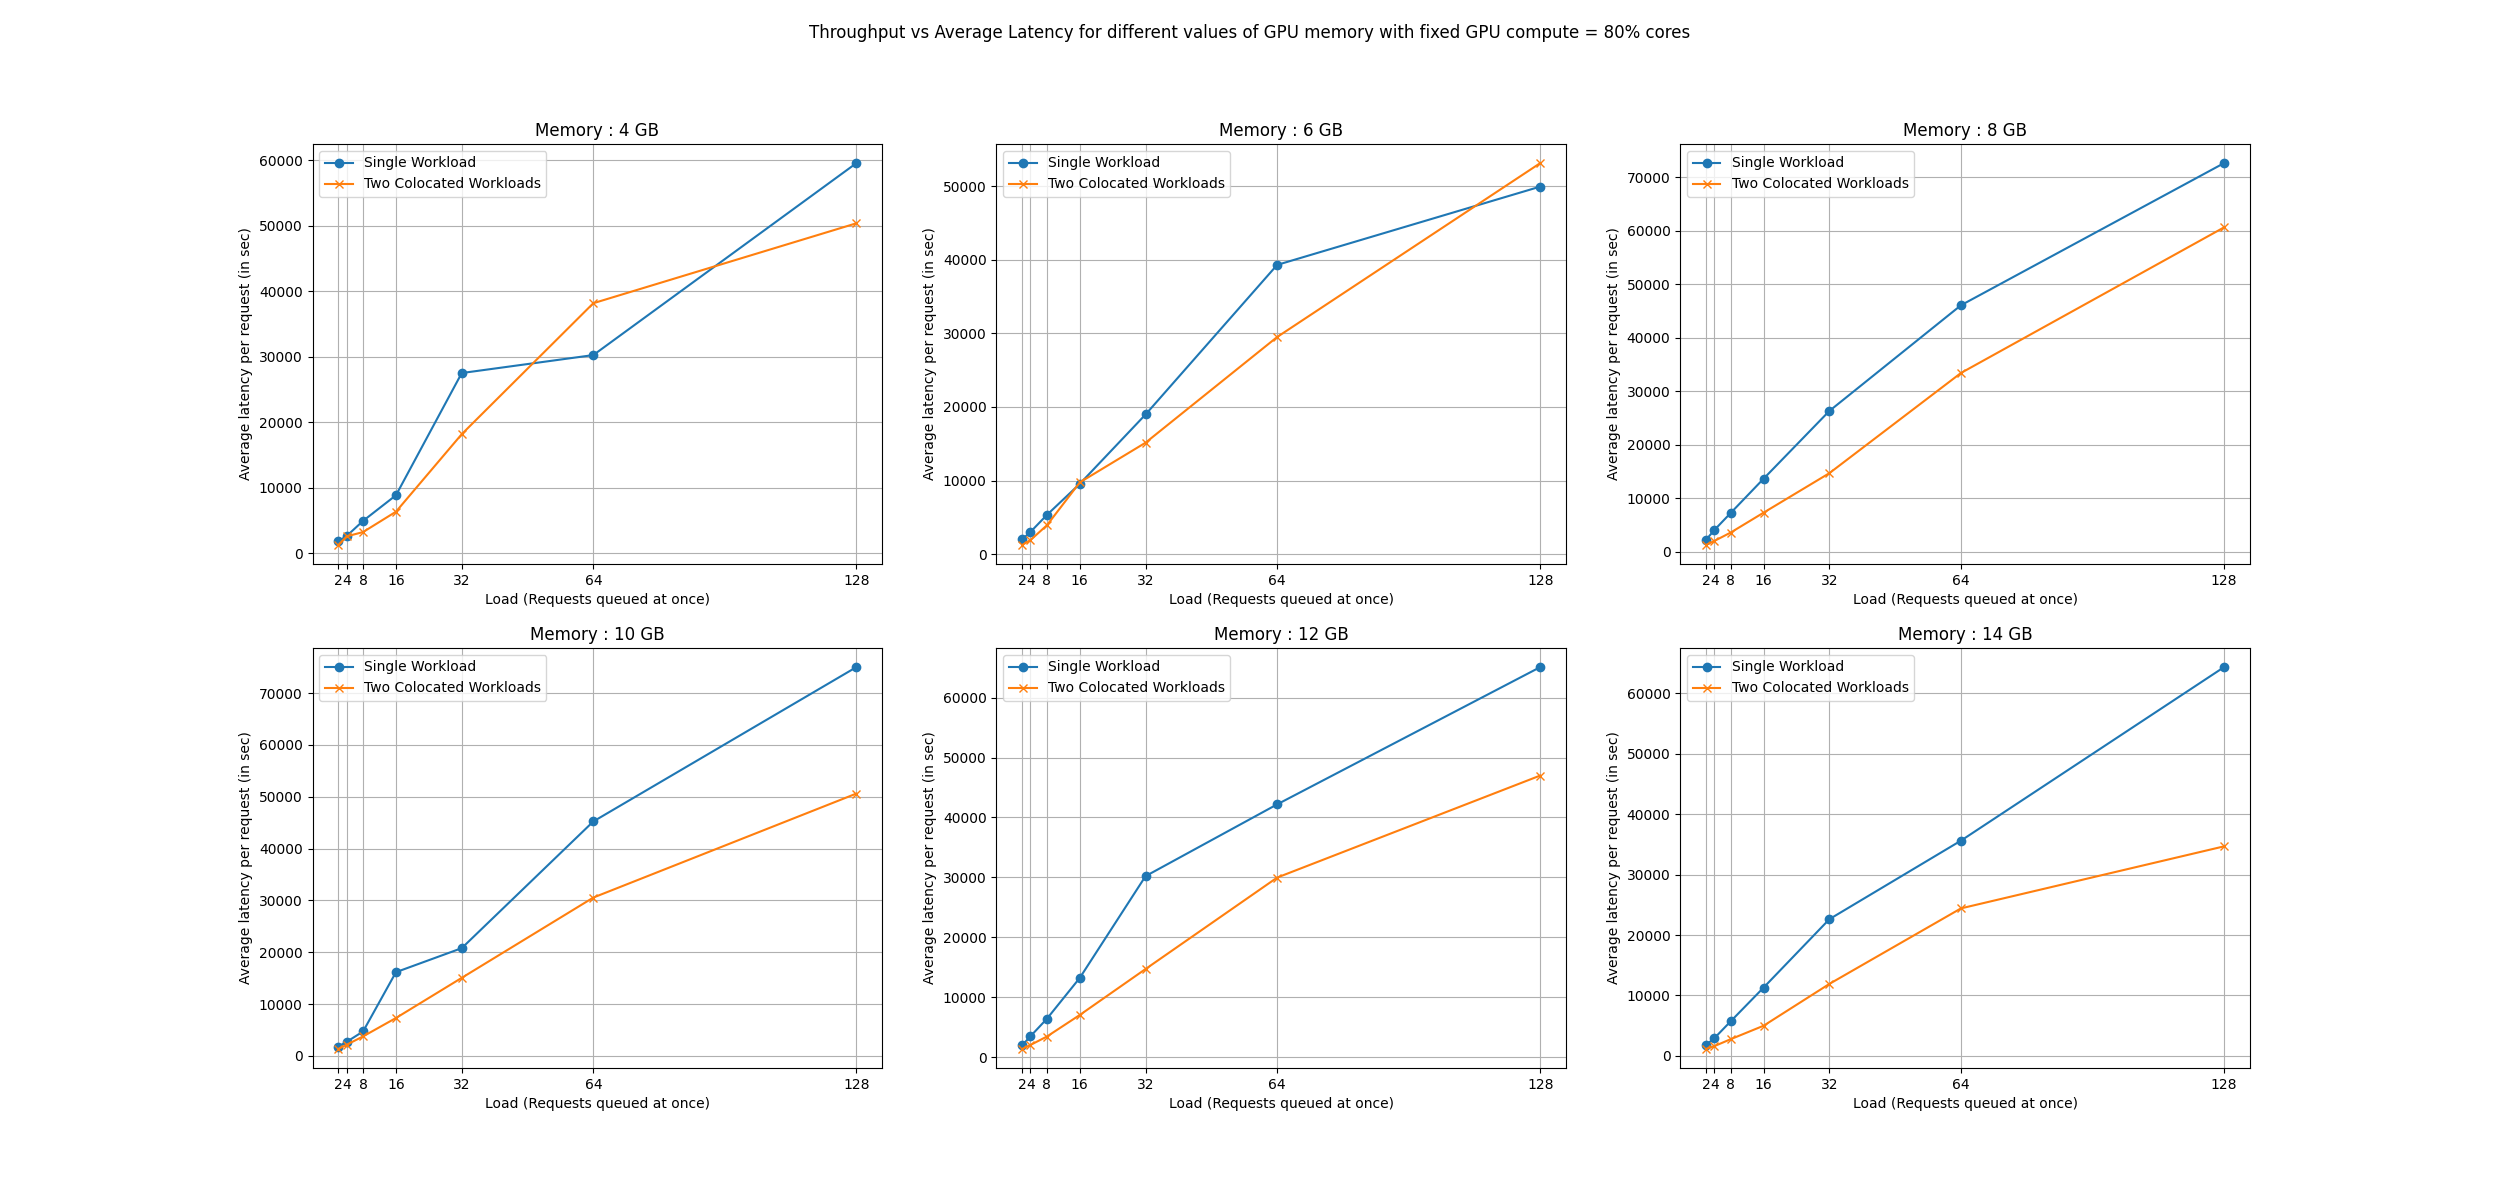 Throughput vs Average Latency for different values of GPU memory with fixed GPU compute = 80% cores
Memory : 4 GB
Single Workload
Two Colocated Workloads
Average latency per request (in sec)
60000
50000
40000
30000
20000
10000
0
2 4 8 16 32 64 128
Load (Requests queued at once)
Memory : 6 GB
Single Workload
Two Colocated Workloads
Average latency per request (in sec)
50000
40000
30000
20000
10000
0
2 4 8 16 32 64 128
Load (Requests queued at once)
Memory : 8 GB
Single Workload
Two Colocated Workloads
Average latency per request (in sec)
70000
60000
50000
40000
30000
20000
10000
0
2 4 8 16 32 64 128
Load (Requests queued at once)
Memory : 10 GB
Single Workload
Two Colocated Workloads
Average latency per request (in sec)
70000
60000
50000
40000
30000
20000
10000
0
2 4 8 16 32 64 128
Load (Requests queued at once)
Memory : 12 GB
Single Workload
Two Colocated Workloads
Average latency per request (in sec)
60000
50000
40000
30000
20000
10000
0
2 4 8 16 32 64 128
Load (Requests queued at once)
Memory : 14 GB
Single Workload
Two Colocated Workloads
Average latency per request (in sec)
60000
50000
40000
30000
20000
10000
0
2 4 8 16 32 64 128
Load (Requests queued at once)